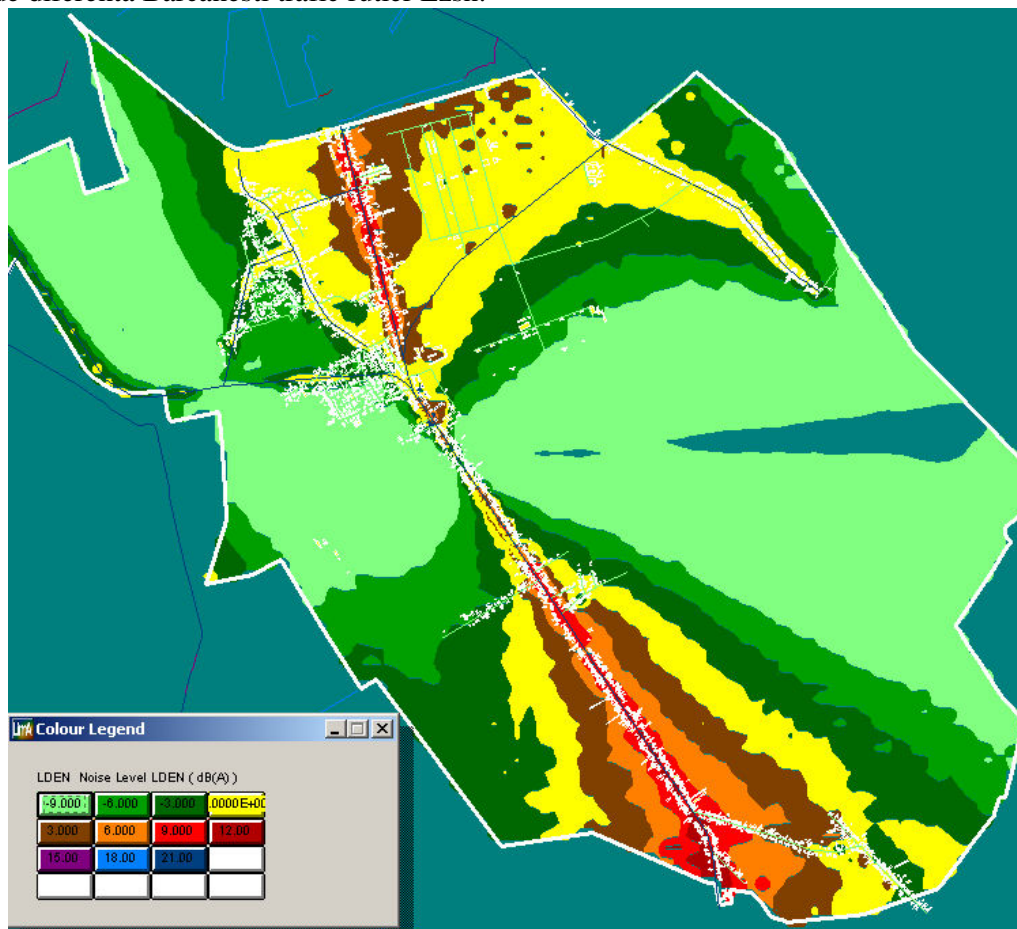 Colour Legend
LDEN Noise Level LDEN ( dB(A) )
-9.000 -6.000 -3.000 .0000E+00
3.000 6.000 9.000 12.00
15.00 18.00 21.00